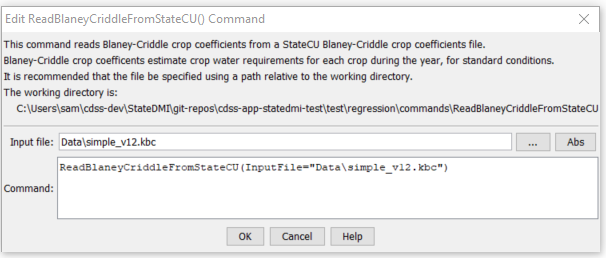 Edit ReadBlaneyCriddleFromStateCU() Command
This command reads Blaney-Criddle crop coefficients from a StateCU Blaney-Criddle crop coefficients file.
Blaney-Criddle crop coefficents estimate crop water requirements for each crop during the year, for standard conditions.
It is recommended that the file be specified using a path relative to the working directory.
The working directory is:
C:\Users\sam\cdss-dev\StateDMI\git-repos\cdss-app-statedmi-test\test\regression\commands\ReadBlaneyCriddleFromStateCU
Input file: Data\simple_v12.kbc ... Abs
ReadBlaneyCriddleFromStateCU(InputFile="Data\simple_v12.kbc")
Command:
OK Cancel Help